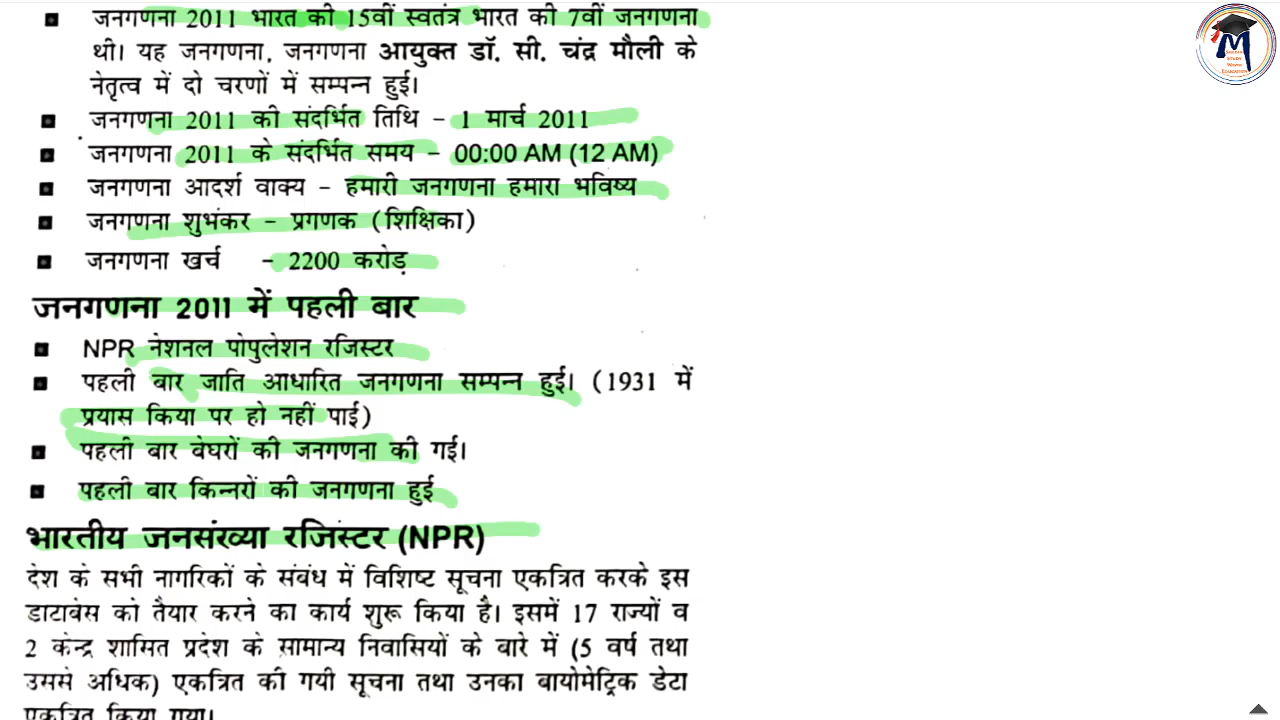 जनगणना 2011 भारत की 15वीं स्वतंत्र भारत की 7वीं जनगणना
थी। यह जनगणना, जनगणना आयुक्त डॉ. सी. चंद्र मौली के
नेतृत्व में दो चरणों में सम्पन्न हुई।
जनगणना 2011 की संदर्भित तिथि - 1 मार्च 2011
जनगणना 2011 के संदर्भित समय - 00:00 AM (12 AM)
जनगणना आदर्श वाक्य - हमारी जनगणना हमारा भविष्य
जनगणना शुभंकर - प्रगणक (शिक्षिका)
जनगणना खर्च - 2200 करोड़
जनगणना 2011 में पहली बार
NPR नेशनल पोपुलेशन रजिस्टर
पहली बार जाति आधारित जनगणना सम्पन्न हुई। (1931 में
प्रयास किया पर हो नहीं पाई)
पहली बार बेघरों की जनगणना की गई।
पहली बार किन्नरों की जनगणना हुई
भारतीय जनसंख्या रजिस्टर (NPR)
देश के सभी नागरिकों के संबंध में विशिष्ट सूचना एकत्रित करके इस
डाटाबेस को तैयार करने का कार्य शुरू किया है। इसमें 17 राज्यों व
2 केन्द्र शासित प्रदेश के सामान्य निवासियों के बारे में (5 वर्ष तथा
उससे अधिक) एकत्रित की गयी सूचना तथा उनका बायोमेट्रिक डेटा
एकत्रित किया गया।
STUDY
EDUCATION